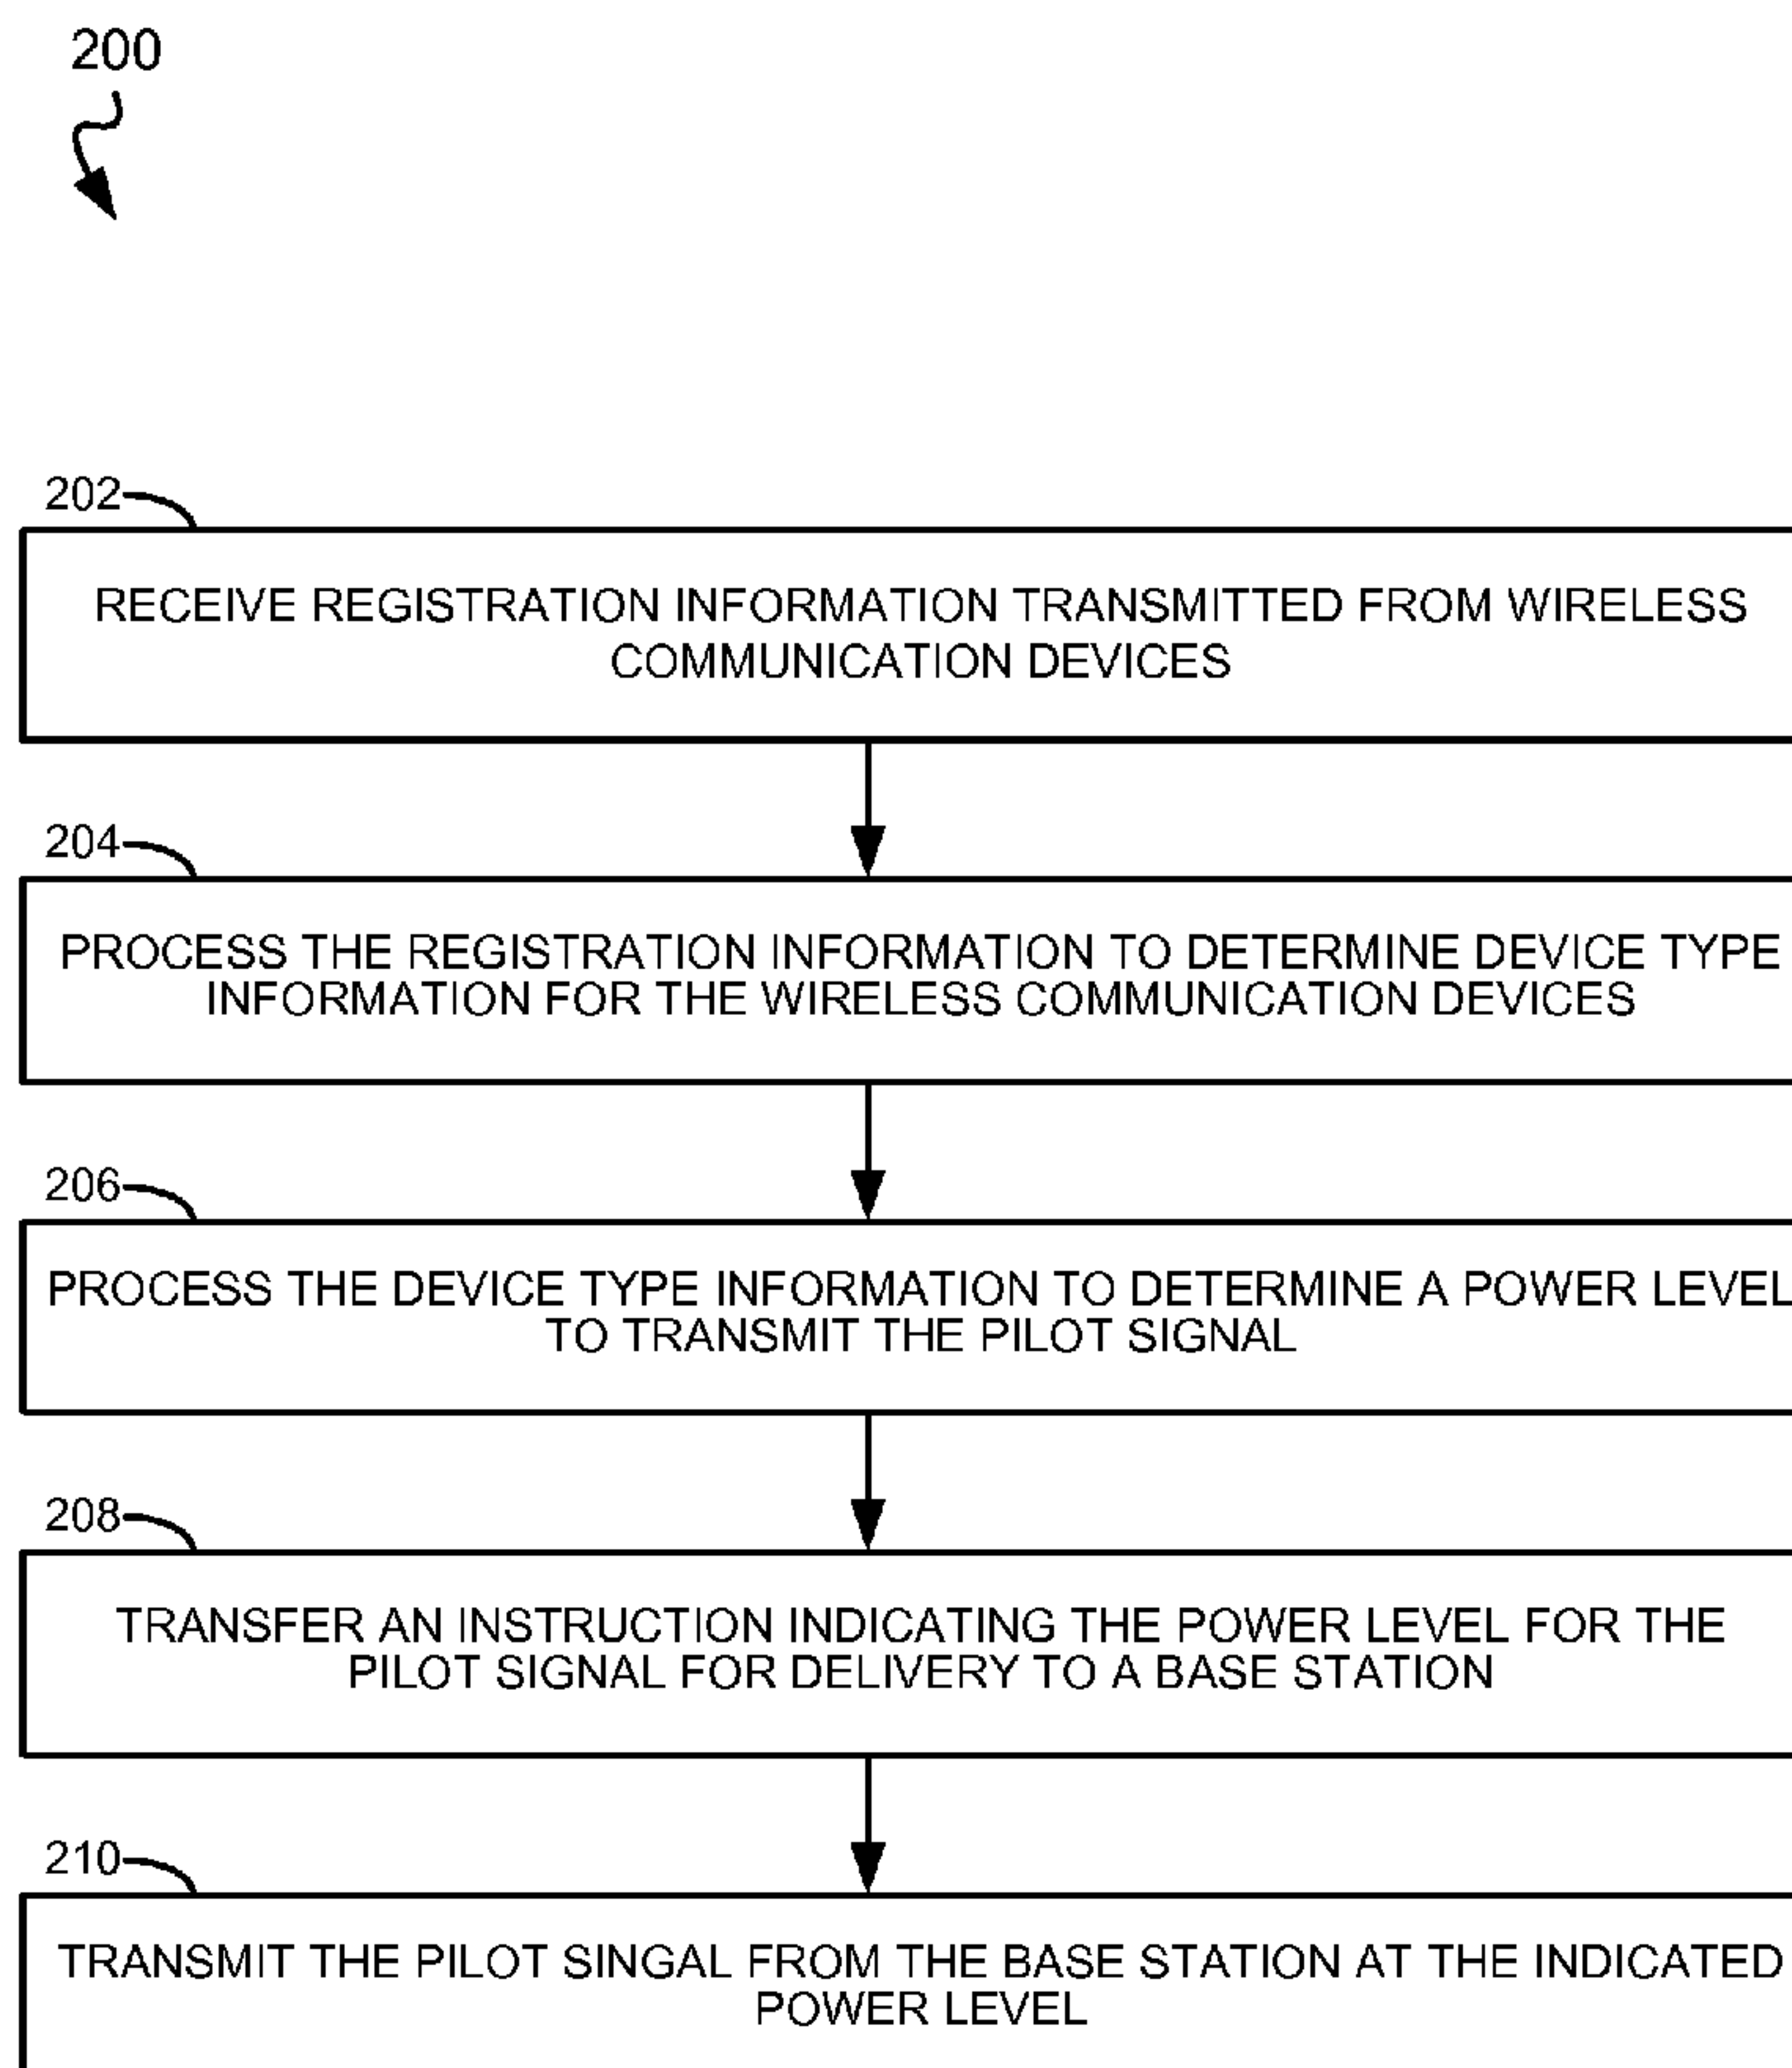 200
202
RECEIVE REGISTRATION INFORMATION TRANSMITTED FROM WIRELESS
COMMUNICATION DEVICES
204
PROCESS THE REGISTRATION INFORMATION TO DETERMINE DEVICE TYPE
INFORMATION FOR THE WIRELESS COMMUNICATION DEVICES
206
PROCESS THE DEVICE TYPE INFORMATION TO DETERMINE A POWER LEVEL
TO TRANSMIT THE PILOT SIGNAL
208
TRANSFER AN INSTRUCTION INDICATING THE POWER LEVEL FOR THE
PILOT SIGNAL FOR DELIVERY TO A BASE STATION
210
TRANSMIT THE PILOT SINGAL FROM THE BASE STATION AT THE INDICATED
POWER LEVEL